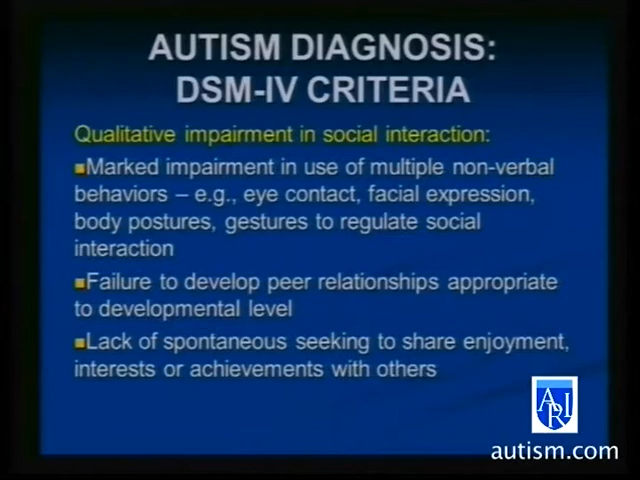 AUTISM DIAGNOSIS:
DSM-IV CRITERIA
Qualitative impairment in social interaction:
Marked impairment in use of multiple non-verbal
behaviors – e.g., eye contact, facial expression,
body postures, gestures to regulate social
interaction
Failure to develop peer relationships appropriate
to developmental level
Lack of spontaneous seeking to share enjoyment,
interests or achievements with others
ARI
autism.com